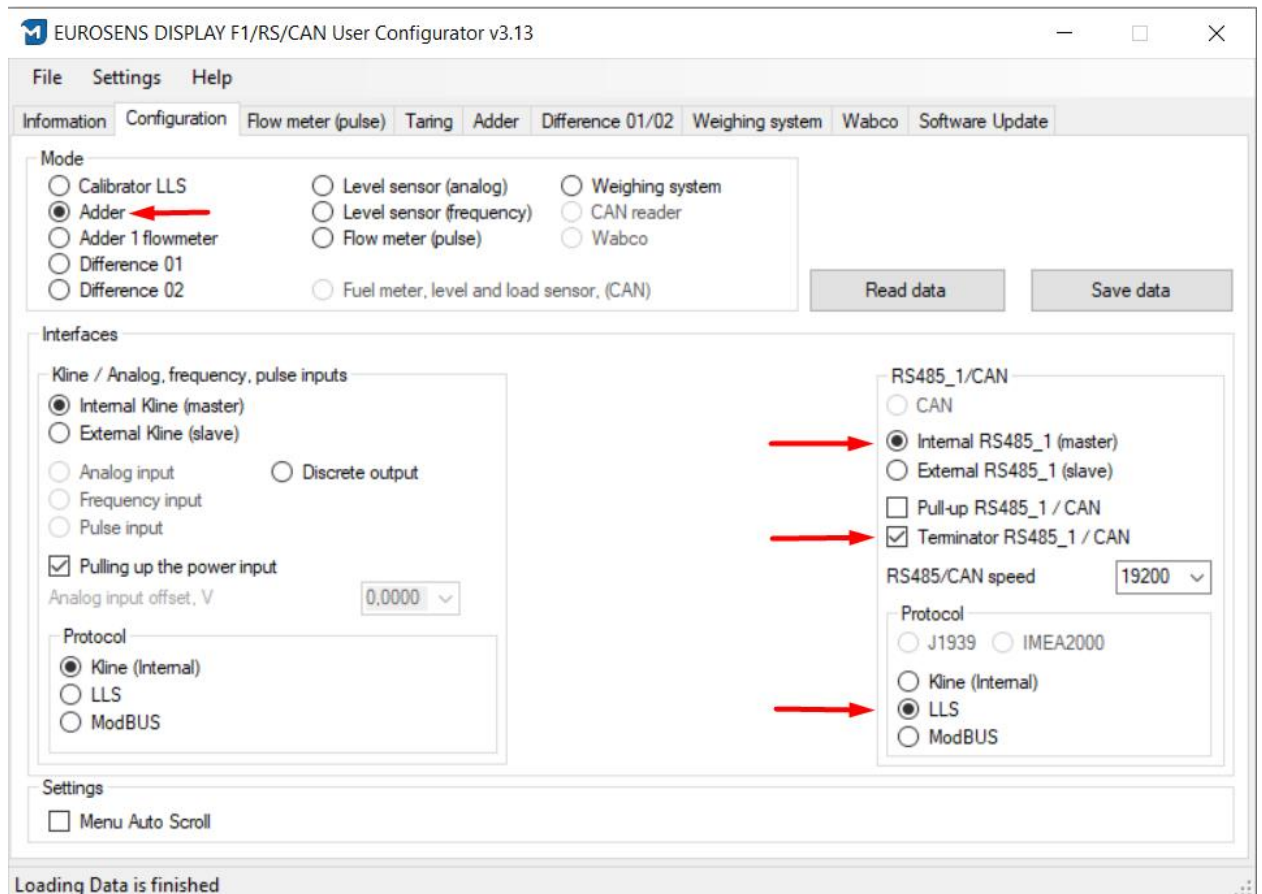 EUROSENS DISPLAY F1/RS/CAN User Configurator v3.13
File Settings Help
Information Configuration Flow meter (pulse) Taring Adder Difference 01/02 Weighing system Wabco Software Update
Mode
Calibrator LLS Level sensor (analog) Weighing system
Adder Level sensor (frequency) CAN reader
Adder 1 flowmeter Flow meter (pulse) Wabco
Difference 01
Difference 02 Fuel meter, level and load sensor, (CAN) Read data Save data
Interfaces
Kline / Analog, frequency, pulse inputs
Internal Kline (master)
External Kline (slave)
Analog input Discrete output
Frequency input
Pulse input
Pulling up the power input
Analog input offset, V 0,0000
Protocol
Kline (Internal)
LLS
ModBUS
RS485_1/CAN
CAN
Internal RS485_1 (master)
External RS485_1 (slave)
Pull-up RS485_1 / CAN
Terminator RS485_1 / CAN
RS485/CAN speed 19200
Protocol
J1939 IMEA2000
Kline (Internal)
LLS
ModBUS
Settings
Menu Auto Scroll
Loading Data is finished